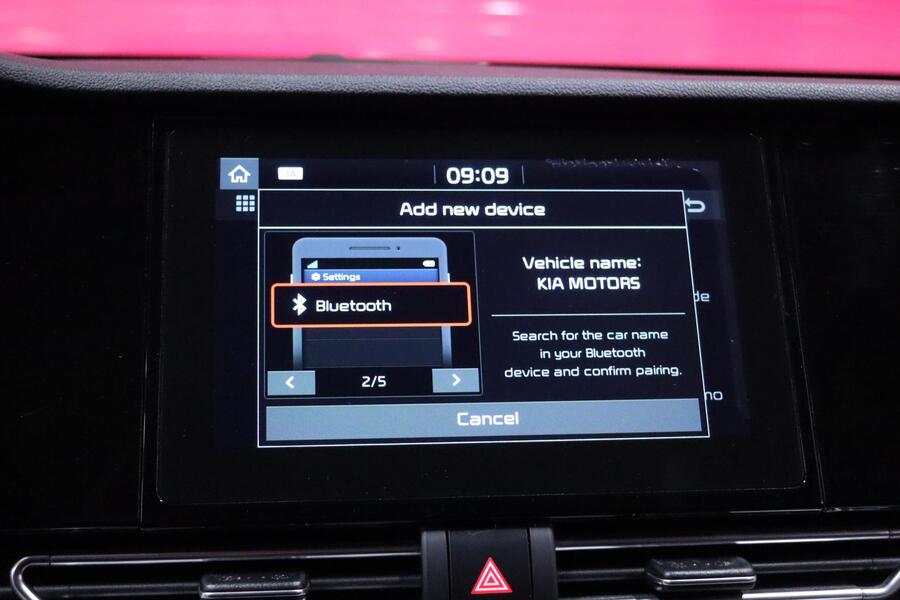 09:09
Add new device
Settings
Bluetooth
2/5
Vehicle name:
KIA MOTORS
Search for the car name
in your Bluetooth
device and confirm pairing.
Cancel